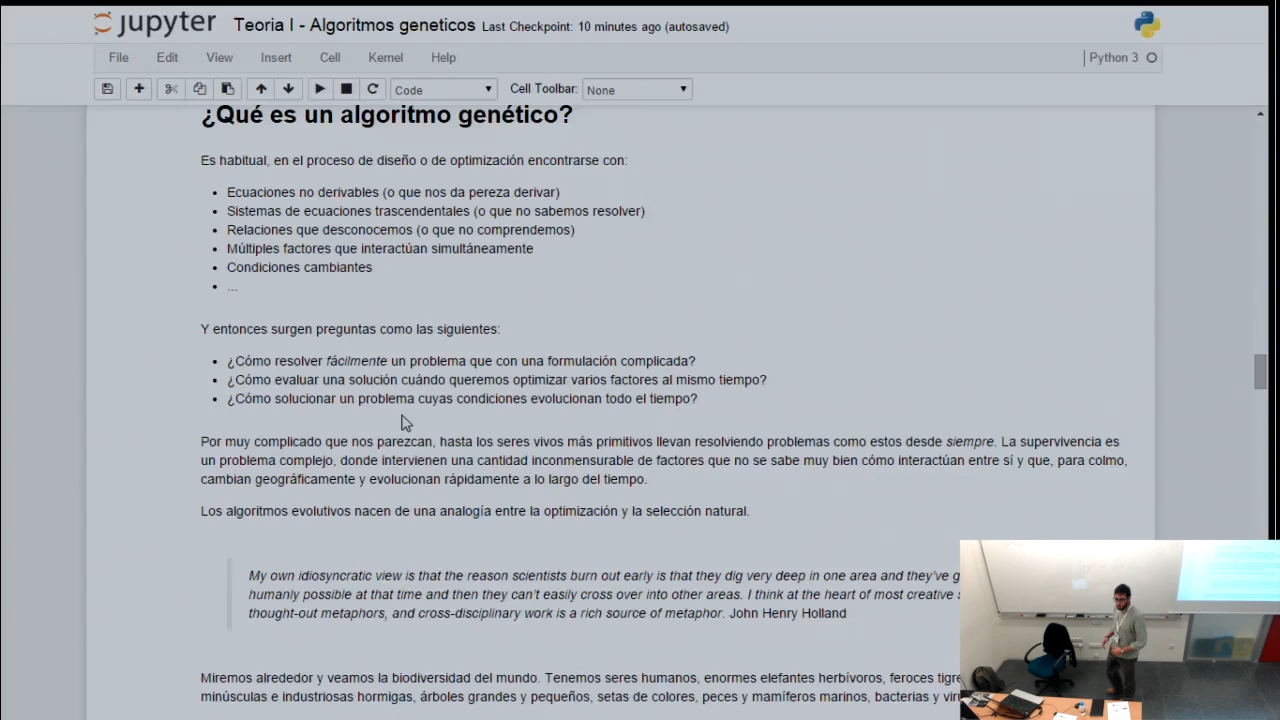 jupyter Teoria I - Algoritmos geneticos Last Checkpoint: 10 minutes ago (autosaved)
File Edit View Insert Cell Kernel Help Python 3
Code Cell Toolbar: None
¿Qué es un algoritmo genético?
Es habitual, en el proceso de diseño o de optimización encontrarse con:
• Ecuaciones no derivables (o que nos da pereza derivar)
• Sistemas de ecuaciones trascendentales (o que no sabemos resolver)
• Relaciones que desconocemos (o que no comprendemos)
• Múltiples factores que interactúan simultáneamente
• Condiciones cambiantes
• ...
Y entonces surgen preguntas como las siguientes:
• ¿Cómo resolver fácilmente un problema que con una formulación complicada?
• ¿Cómo evaluar una solución cuándo queremos optimizar varios factores al mismo tiempo?
• ¿Cómo solucionar un problema cuyas condiciones evolucionan todo el tiempo?
Por muy complicado que nos parezcan, hasta los seres vivos más primitivos llevan resolviendo problemas como estos desde siempre. La supervivencia es
un problema complejo, donde intervienen una cantidad inconmensurable de factores que no se sabe muy bien cómo interactúan entre sí y que, para colmo,
cambian geográficamente y evolucionan rápidamente a lo largo del tiempo.
Los algoritmos evolutivos nacen de una analogía entre la optimización y la selección natural.
My own idiosyncratic view is that the reason scientists burn out early is that they dig very deep in one area and they've
humanly possible at that time and then they can't easily cross over into other areas. I think at the heart of most creative
thought-out metaphors, and cross-disciplinary work is a rich source of metaphor. John Henry Holland
Miremos alrededor y veamos la biodiversidad del mundo. Tenemos seres humanos, enormes elefantes herbívoros, feroces
minúsculas e industriosas hormigas, árboles grandes y pequeños, setas de colores, peces y mamíferos marinos, bacterias y